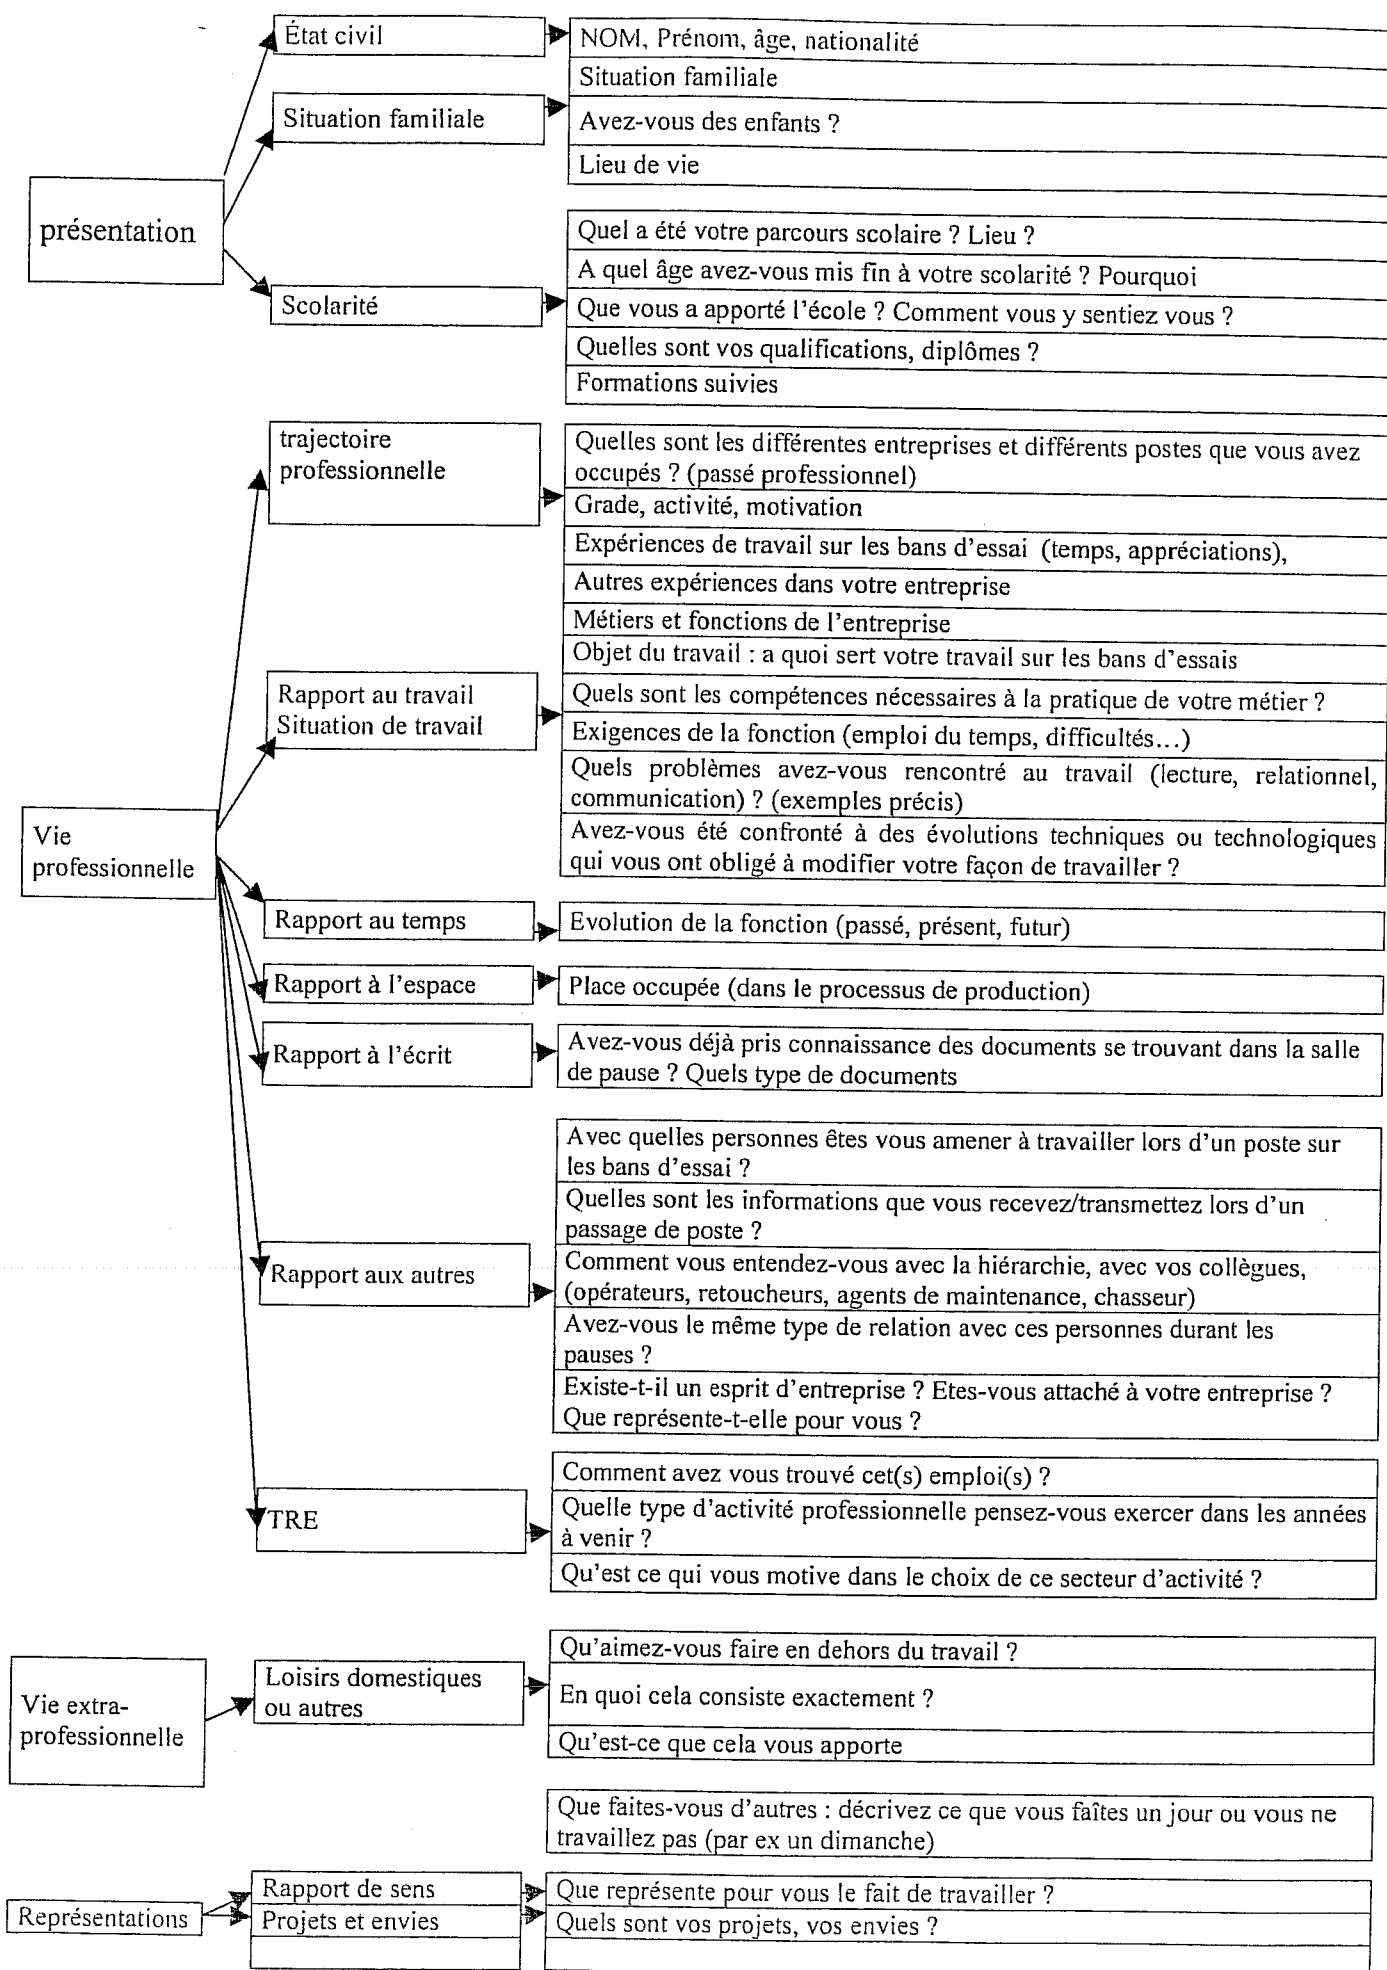 État civil
NOM, Prénom, âge, nationalité
Situation familiale
Situation familiale
Avez-vous des enfants ?
Lieu de vie
présentation
Quel a été votre parcours scolaire ? Lieu ?
A quel âge avez-vous mis fin à votre scolarité ? Pourquoi
Scolarité
Que vous a apporté l'école ? Comment vous y sentiez vous ?
Quelles sont vos qualifications, diplômes ?
Formations suivies
trajectoire
professionnelle
Quelles sont les différentes entreprises et différents postes que vous avez
occupés ? (passé professionnel)
Grade, activité, motivation
Expériences de travail sur les bans d'essai (temps, appréciations),
Autres expériences dans votre entreprise
Métiers et fonctions de l'entreprise
Objet du travail : a quoi sert votre travail sur les bans d'essais
Rapport au travail
Situation de travail
Quels sont les compétences nécessaires à la pratique de votre métier ?
Exigences de la fonction (emploi du temps, difficultés...)
Quels problèmes avez-vous rencontré au travail (lecture, relationnel,
communication) ? (exemples précis)
Avez-vous été confronté à des évolutions techniques ou technologiques
qui vous ont obligé à modifier votre façon de travailler ?
Vie
professionnelle
Rapport au temps
Evolution de la fonction (passé, présent, futur)
Rapport à l'espace
Place occupée (dans le processus de production)
Rapport à l'écrit
Avez-vous déjà pris connaissance des documents se trouvant dans la salle
de pause ? Quels type de documents
Avec quelles personnes êtes vous amener à travailler lors d'un poste sur
les bans d'essai ?
Quelles sont les informations que vous recevez/transmettez lors d'un
passage de poste ?
Rapport aux autres
Comment vous entendez-vous avec la hiérarchie, avec vos collègues,
(opérateurs, retoucheurs, agents de maintenance, chasseur)
Avez-vous le même type de relation avec ces personnes durant les
pauses ?
Existe-t-il un esprit d'entreprise ? Etes-vous attaché à votre entreprise ?
Que représente-t-elle pour vous ?
Comment avez vous trouvé cet(s) emploi(s) ?
TRE
Quelle type d'activité professionnelle pensez-vous exercer dans les années
à venir ?
Qu'est ce qui vous motive dans le choix de ce secteur d'activité ?
Vie extra-
professionnelle
Loisirs domestiques
ou autres
Qu'aimez-vous faire en dehors du travail ?
En quoi cela consiste exactement ?
Qu'est-ce que cela vous apporte
Que faites-vous d'autres : décrivez ce que vous faîtes un jour ou vous ne
travaillez pas (par ex un dimanche)
Représentations
Rapport de sens
Que représente pour vous le fait de travailler ?
Projets et envies
Quels sont vos projets, vos envies ?